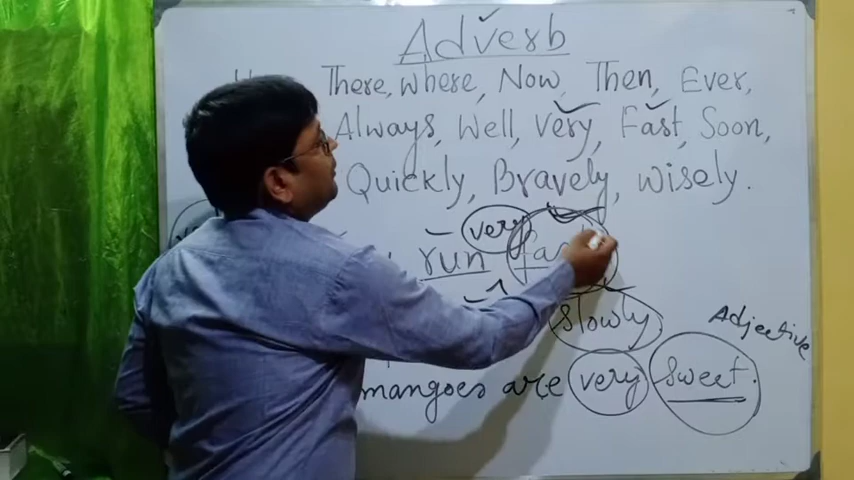 Adverb
There, where, Now, Then, Ever,
Always, Well, very, Fast, Soon,
Quickly, Bravely, wisely.
run very
slowly
Adjective
mangoes are very sweet.